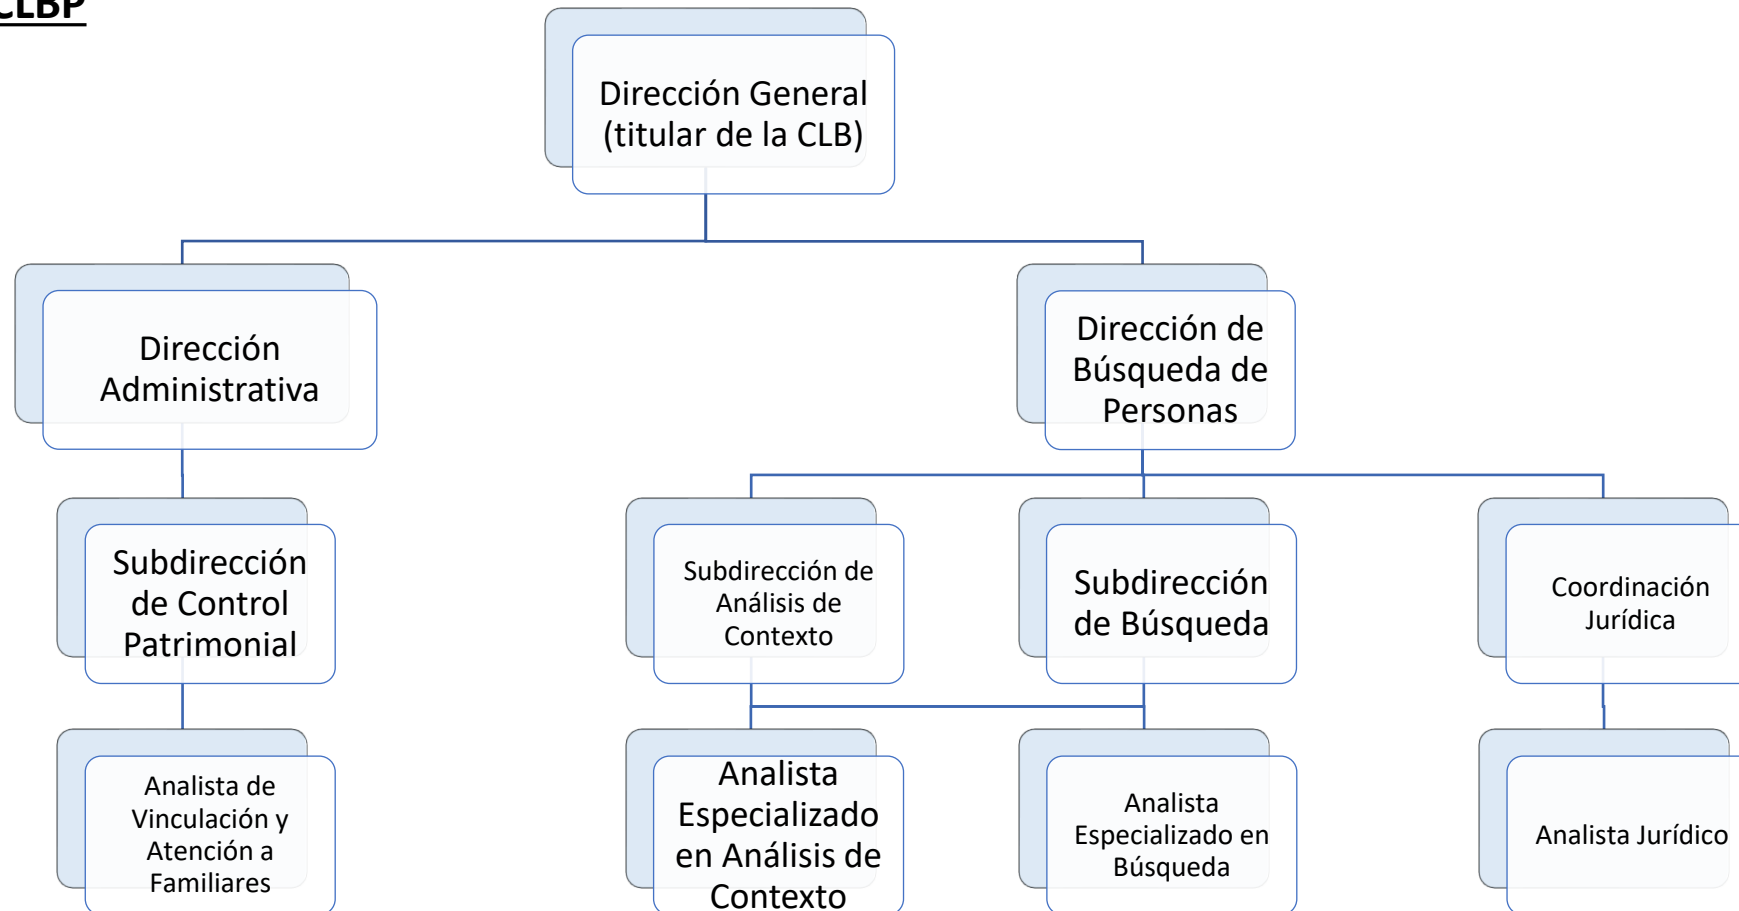 CLBP
Dirección General
(titular de la CLB)
Dirección
Administrativa
Dirección de
Búsqueda de
Personas
Subdirección
de Control
Patrimonial
Subdirección de
Análisis de
Contexto
Subdirección
de Búsqueda
Coordinación
Jurídica
Analista de
Vinculación y
Atención a
Familiares
Analista
Especializado
en Análisis de
Contexto
Analista
Especializado en
Búsqueda
Analista Jurídico